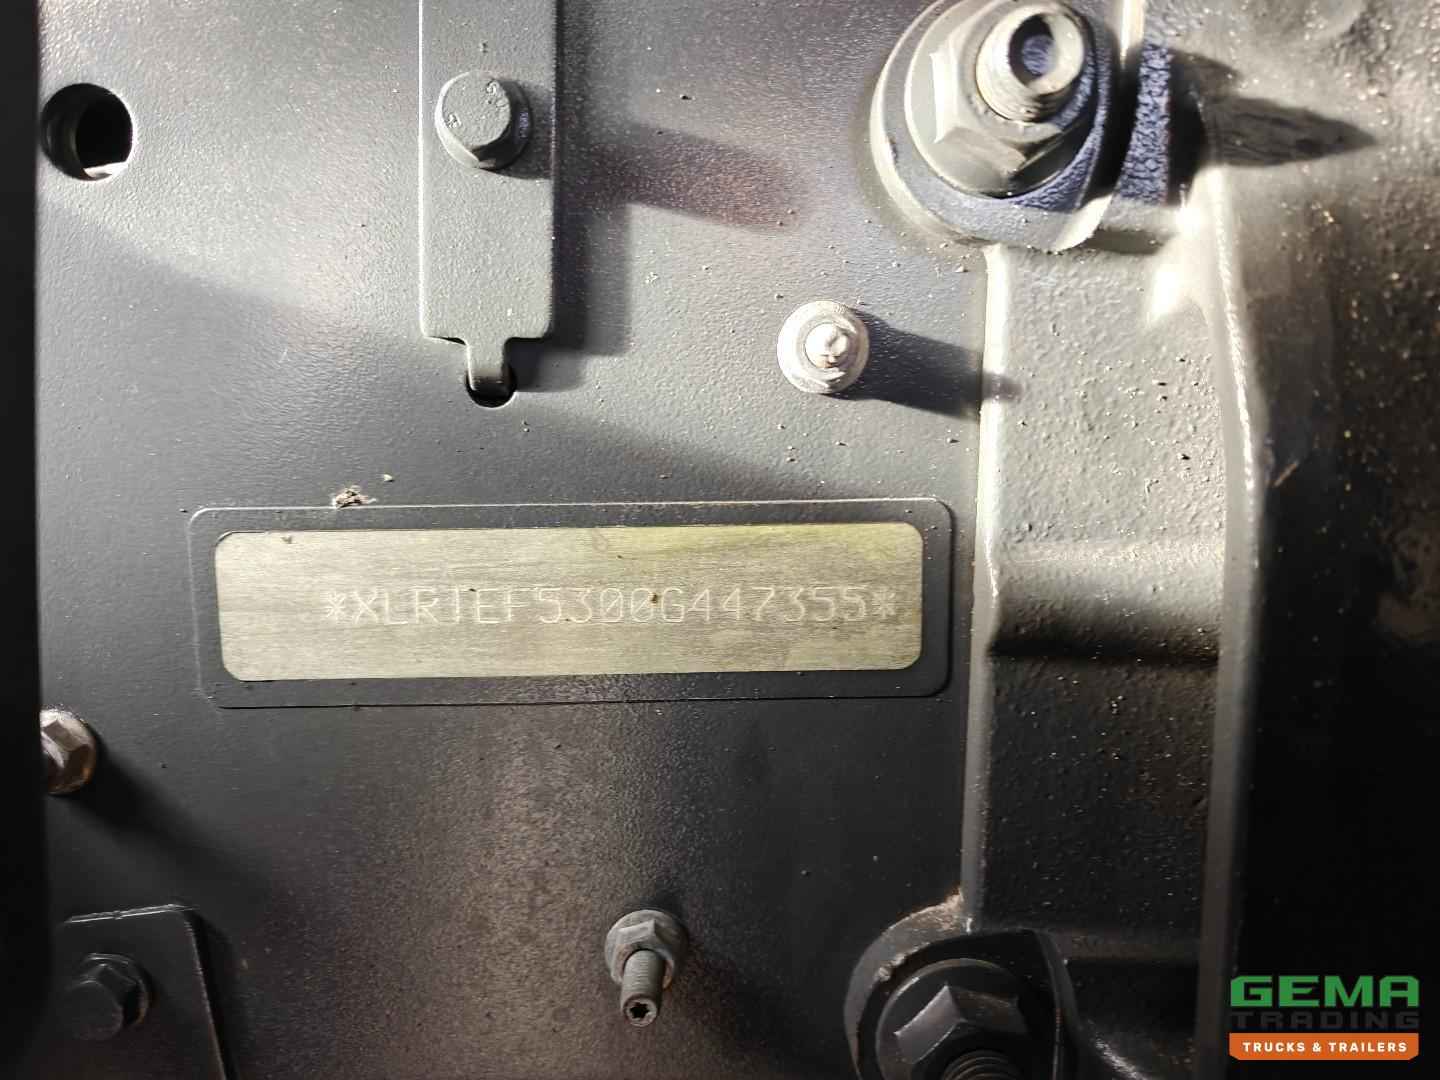 *XLRTEF5300G447355*
GEMA
TRADING
TRUCKS & TRAILERS